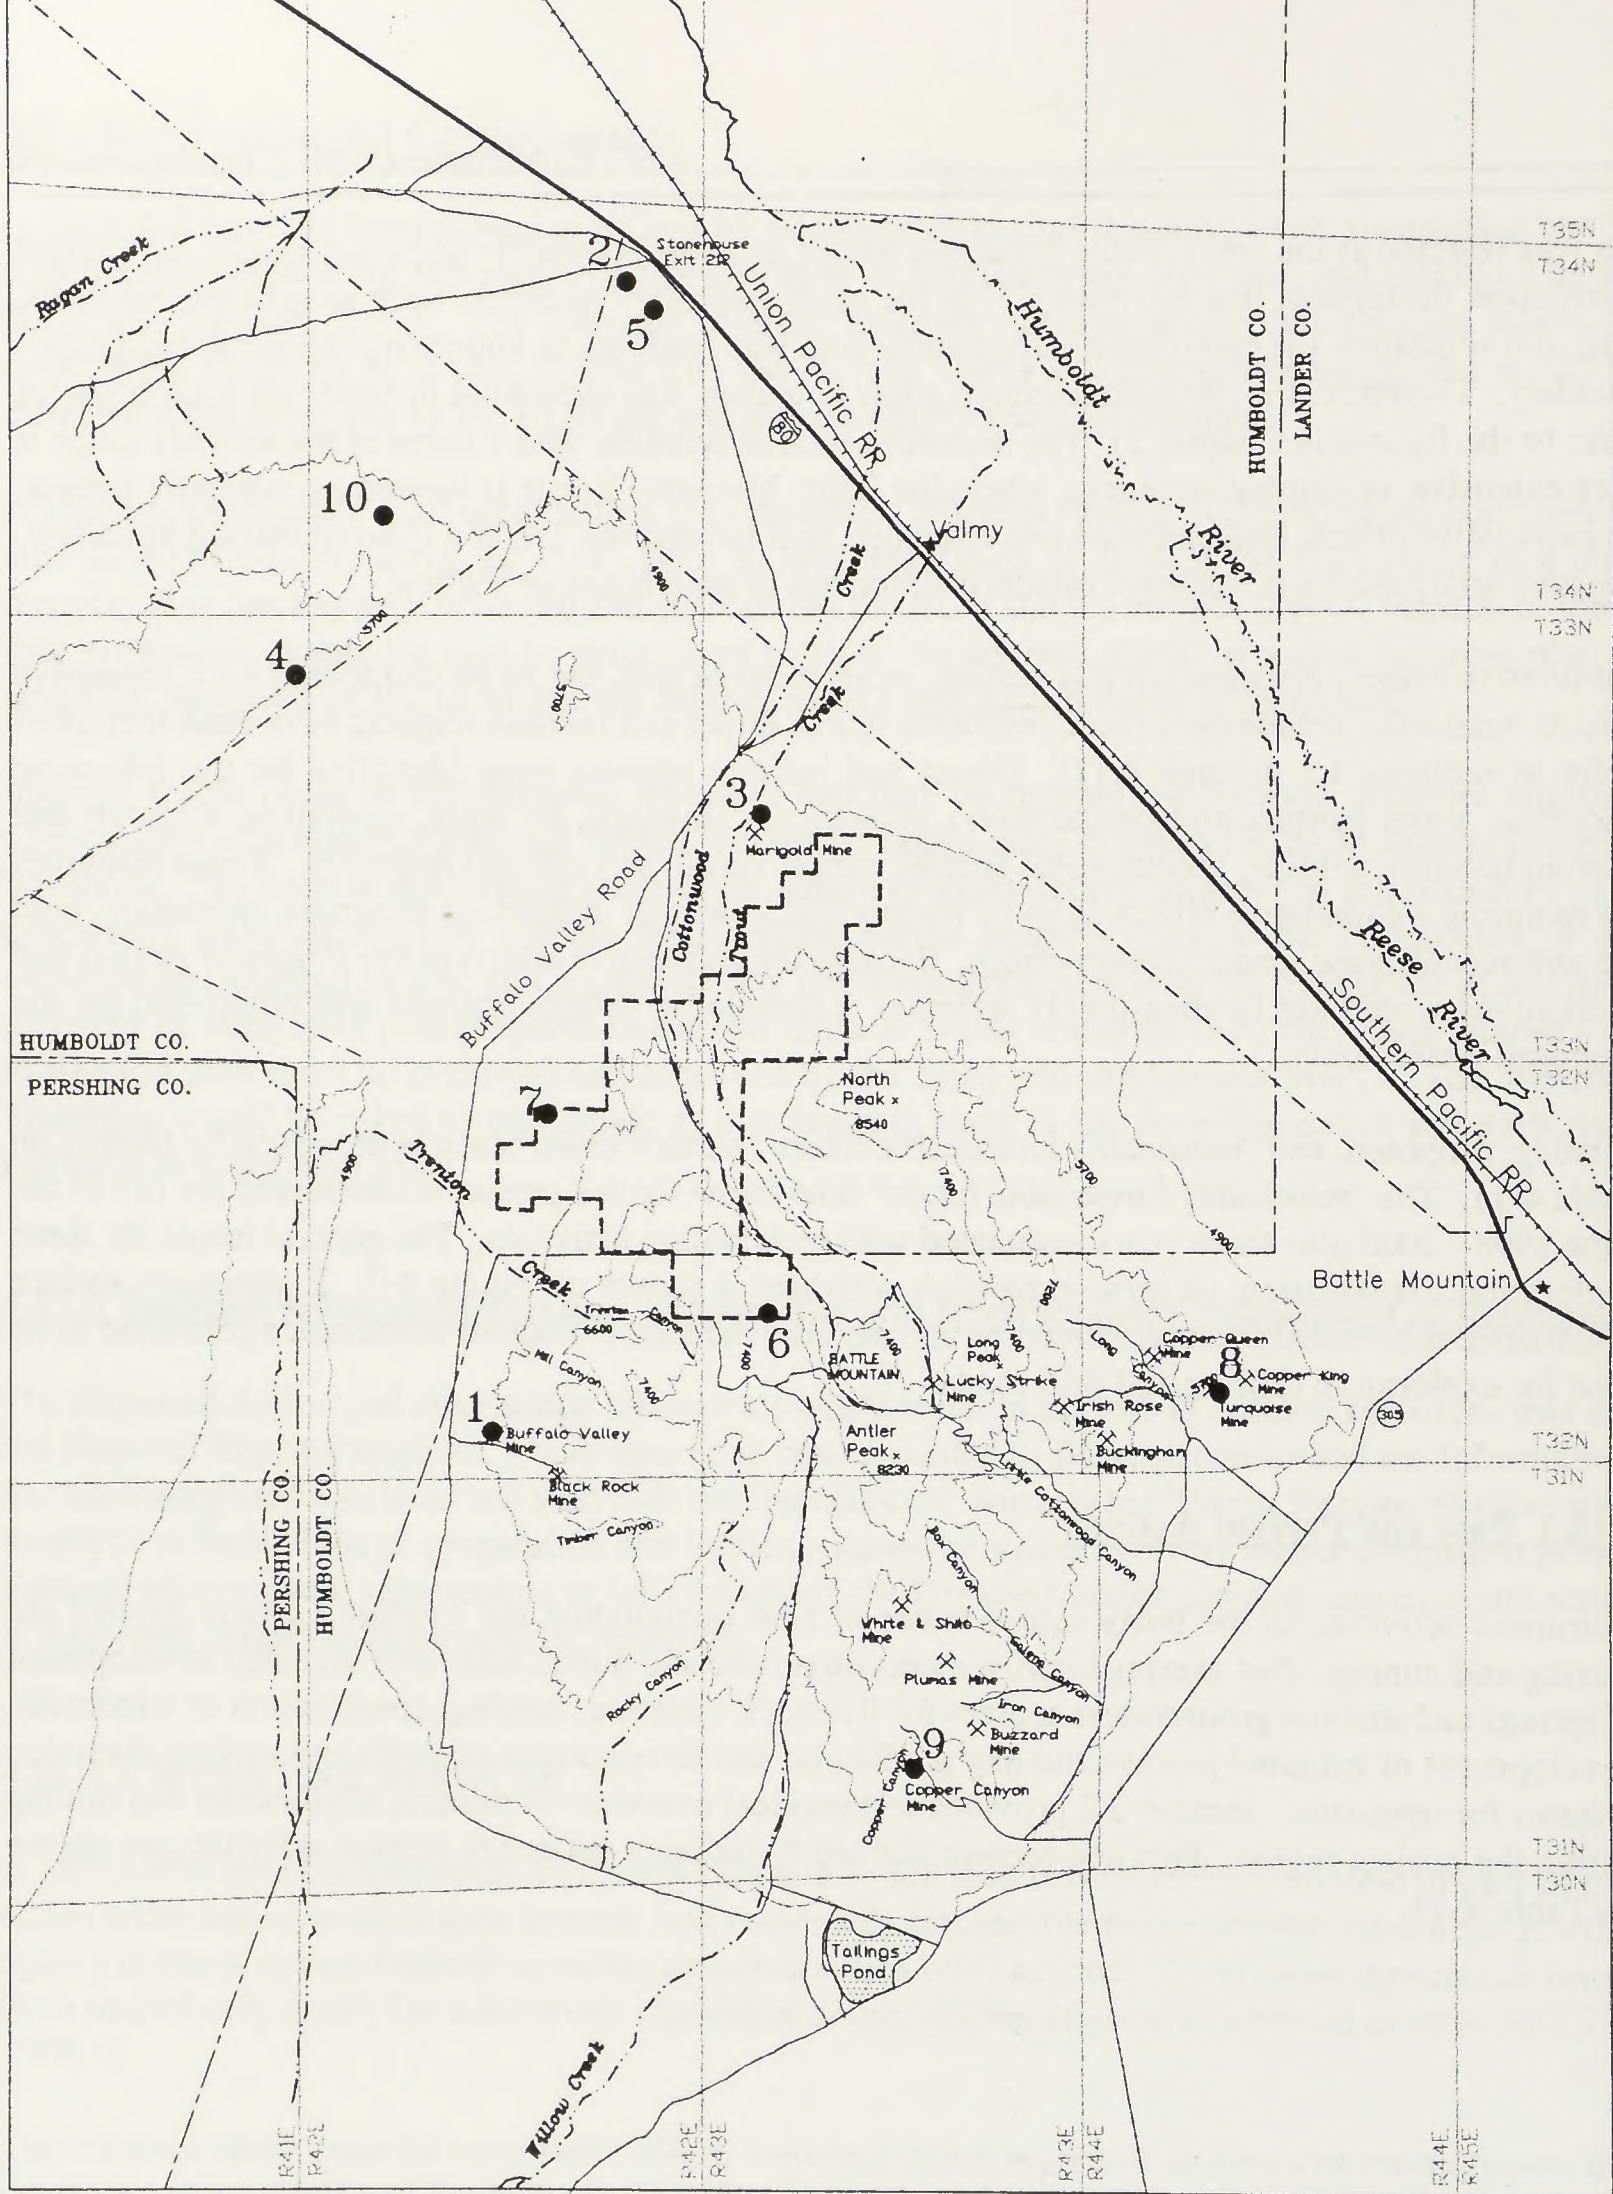 T35N
T34N
Ragan Creek
2
Stonehouse
Exit 212
5
Union Pacific RR
Humboldt
HUMBOLDT CO.
LANDER CO.
80
10
Valmy
River
Creek
4900
T34N
T33N
5700
4
5700
Creek
3
Marigold Mine
Buffalo Valley Road
Cottonwood
Trout
Reese
River
Southern Pacific RR
HUMBOLDT CO.
PERSHING CO.
T33N
T32N
North
Peak x
8540
7
Trenton
4900
7400
5700
4900
Battle Mountain
Creek
Trenton Canyon
6600
6
7400
7400
7200
BATTLE
MOUNTAIN
Long
Peak x
7400
Long
Canyon
Copper Queen
Mine
8
Copper King
Mine
5700
Turquoise
Mine
Mill Canyon
7400
Lucky Strike
Mine
Irish Rose
Mine
305
1
Buffalo Valley
Mine
Antler
Peak x
8230
Buckingham
Mine
T32N
T31N
Black Rock
Mine
Little Cottonwood Canyon
Timber Canyon
Box Canyon
PERSHING CO.
HUMBOLDT CO.
White & Shilo
Mine
Galena Canyon
Plumas Mine
Rocky Canyon
Iron Canyon
Buzzard
Mine
9
Copper Canyon
Copper Canyon
Mine
T31N
T30N
Tailings
Pond
Willow Creek
R41E
R42E
R42E
R43E
R43E
R44E
R44E
R45E